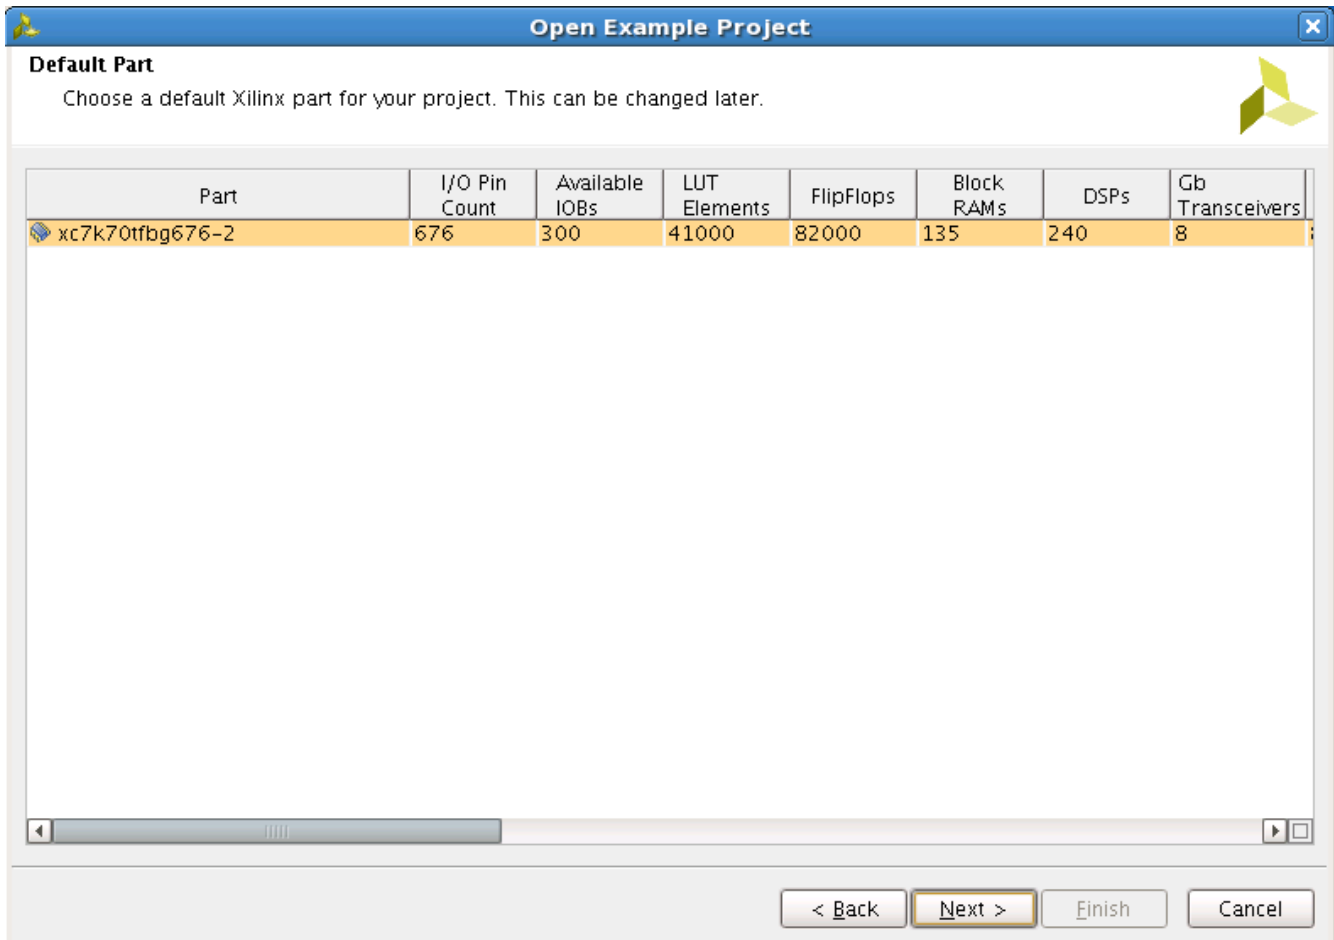 Open Example Project
Default Part
Choose a default Xilinx part for your project. This can be changed later.
Part I/O Pin Count Available IOBs LUT Elements FlipFlops Block RAMs DSPs Gb Transceivers
xc7k70tfbg676-2 676 300 41000 82000 135 240 8
< Back Next > Finish Cancel